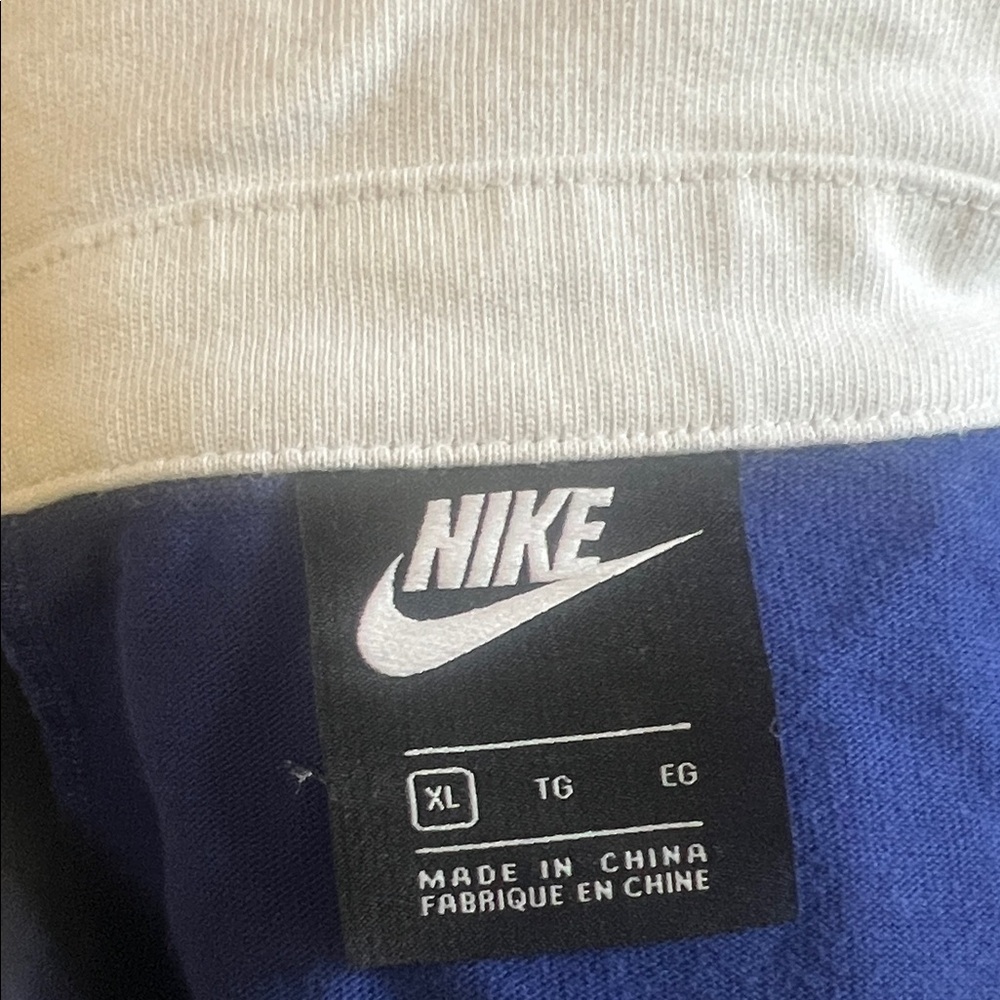 NIKE
XL TG EG
MADE IN CHINA
FABRIQUE EN CHINE